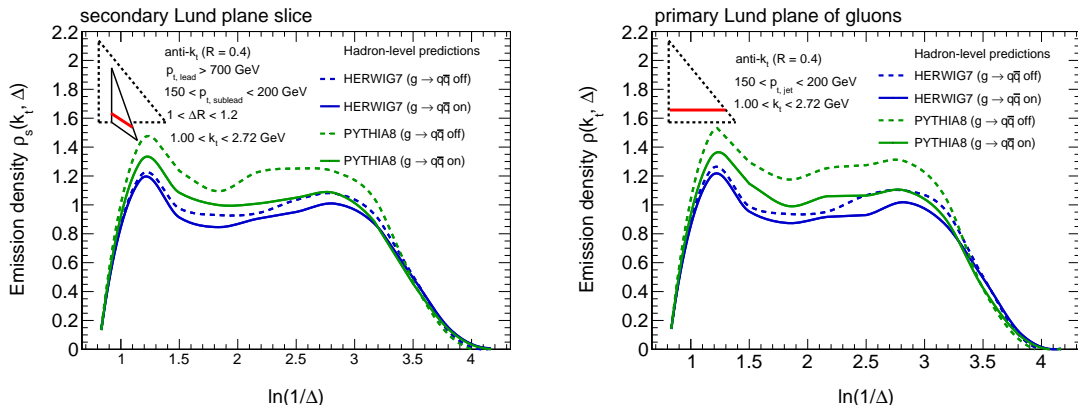 secondary Lund plane slice
Emission density ρₛ(kₜ, Δ)
2.2
2
1.8
1.6
1.4
1.2
1
0.8
0.6
0.4
0.2
0
anti-kₜ (R = 0.4)
pₜ, lead > 700 GeV
150 < pₜ, sublead < 200 GeV
1 < ΔR < 1.2
1.00 < kₜ < 2.72 GeV
Hadron-level predictions
HERWIG7 (g → qq̅ off)
HERWIG7 (g → qq̅ on)
PYTHIA8 (g → qq̅ off)
PYTHIA8 (g → qq̅ on)
1 1.5 2 2.5 3 3.5 4
ln(1/Δ)
primary Lund plane of gluons
Emission density ρ(kₜ, Δ)
2.2
2
1.8
1.6
1.4
1.2
1
0.8
0.6
0.4
0.2
0
anti-kₜ (R = 0.4)
150 < pₜ, jet < 200 GeV
1.00 < kₜ < 2.72 GeV
Hadron-level predictions
HERWIG7 (g → qq̅ off)
HERWIG7 (g → qq̅ on)
PYTHIA8 (g → qq̅ off)
PYTHIA8 (g → qq̅ on)
1 1.5 2 2.5 3 3.5 4
ln(1/Δ)